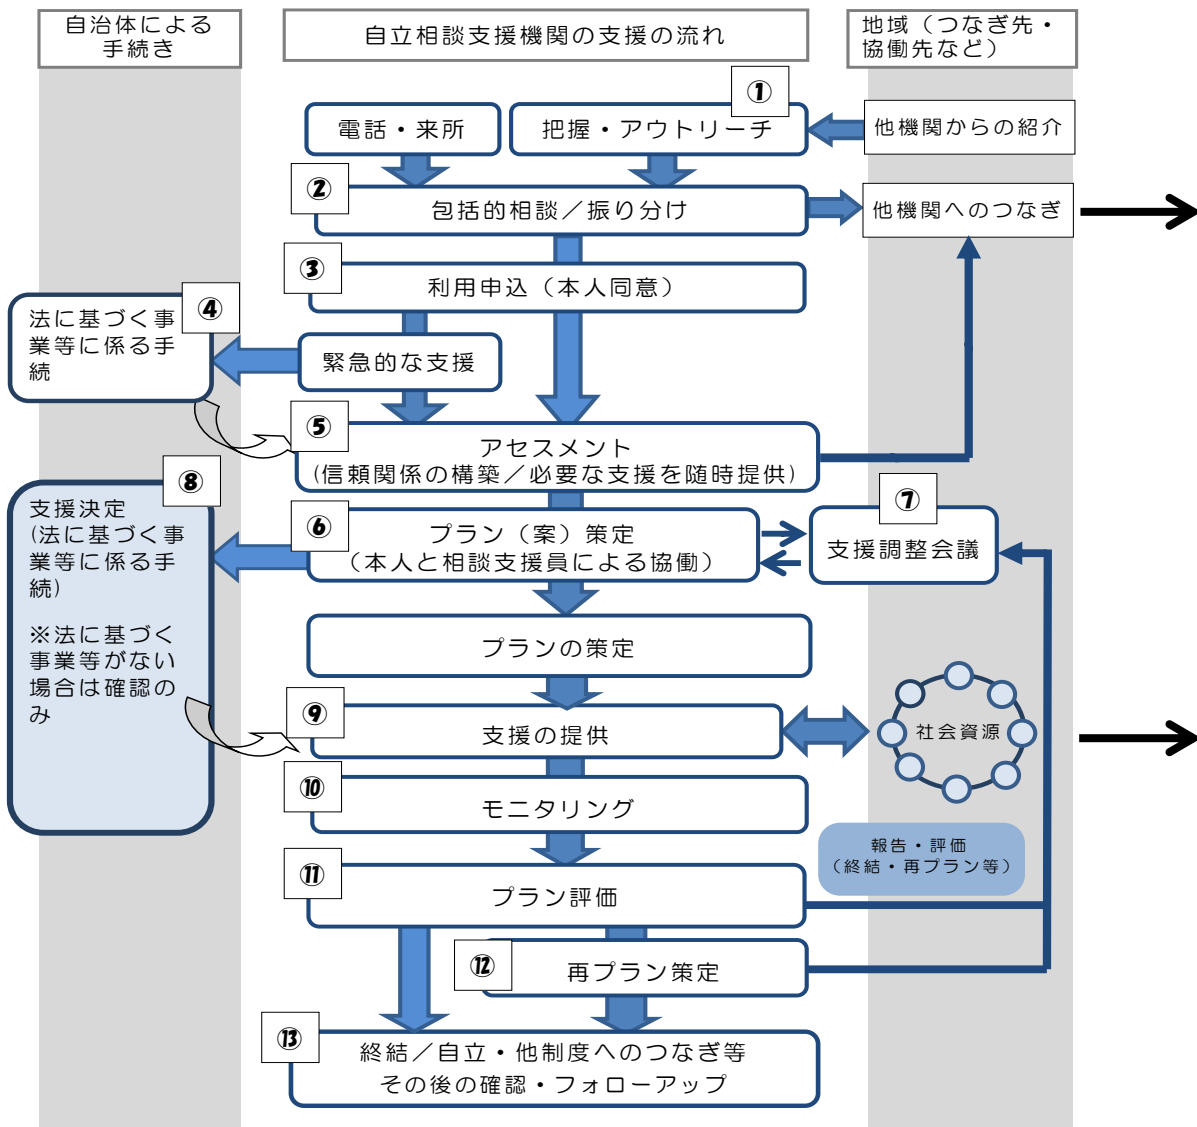 自治体による
手続き
自立相談支援機関の支援の流れ
地域（つなぎ先・
協働先など）
①
電話・来所
把握・アウトリーチ
他機関からの紹介
②
包括的相談／振り分け
他機関へのつなぎ
③
利用申込（本人同意）
④
法に基づく事
業等に係る手
続
緊急的な支援
⑤
アセスメント
(信頼関係の構築／必要な支援を随時提供)
⑧
支援決定
(法に基づく事
業等に係る手
続)
※法に基づく
事業等がない
場合は確認の
み
⑥
プラン（案）策定
（本人と相談支援員による協働）
⑦
支援調整会議
プランの策定
⑨
支援の提供
社会資源
⑩
モニタリング
報告・評価
（終結・再プラン等）
⑪
プラン評価
⑫
再プラン策定
⑬
終結／自立・他制度へのつなぎ等
その後の確認・フォローアップ